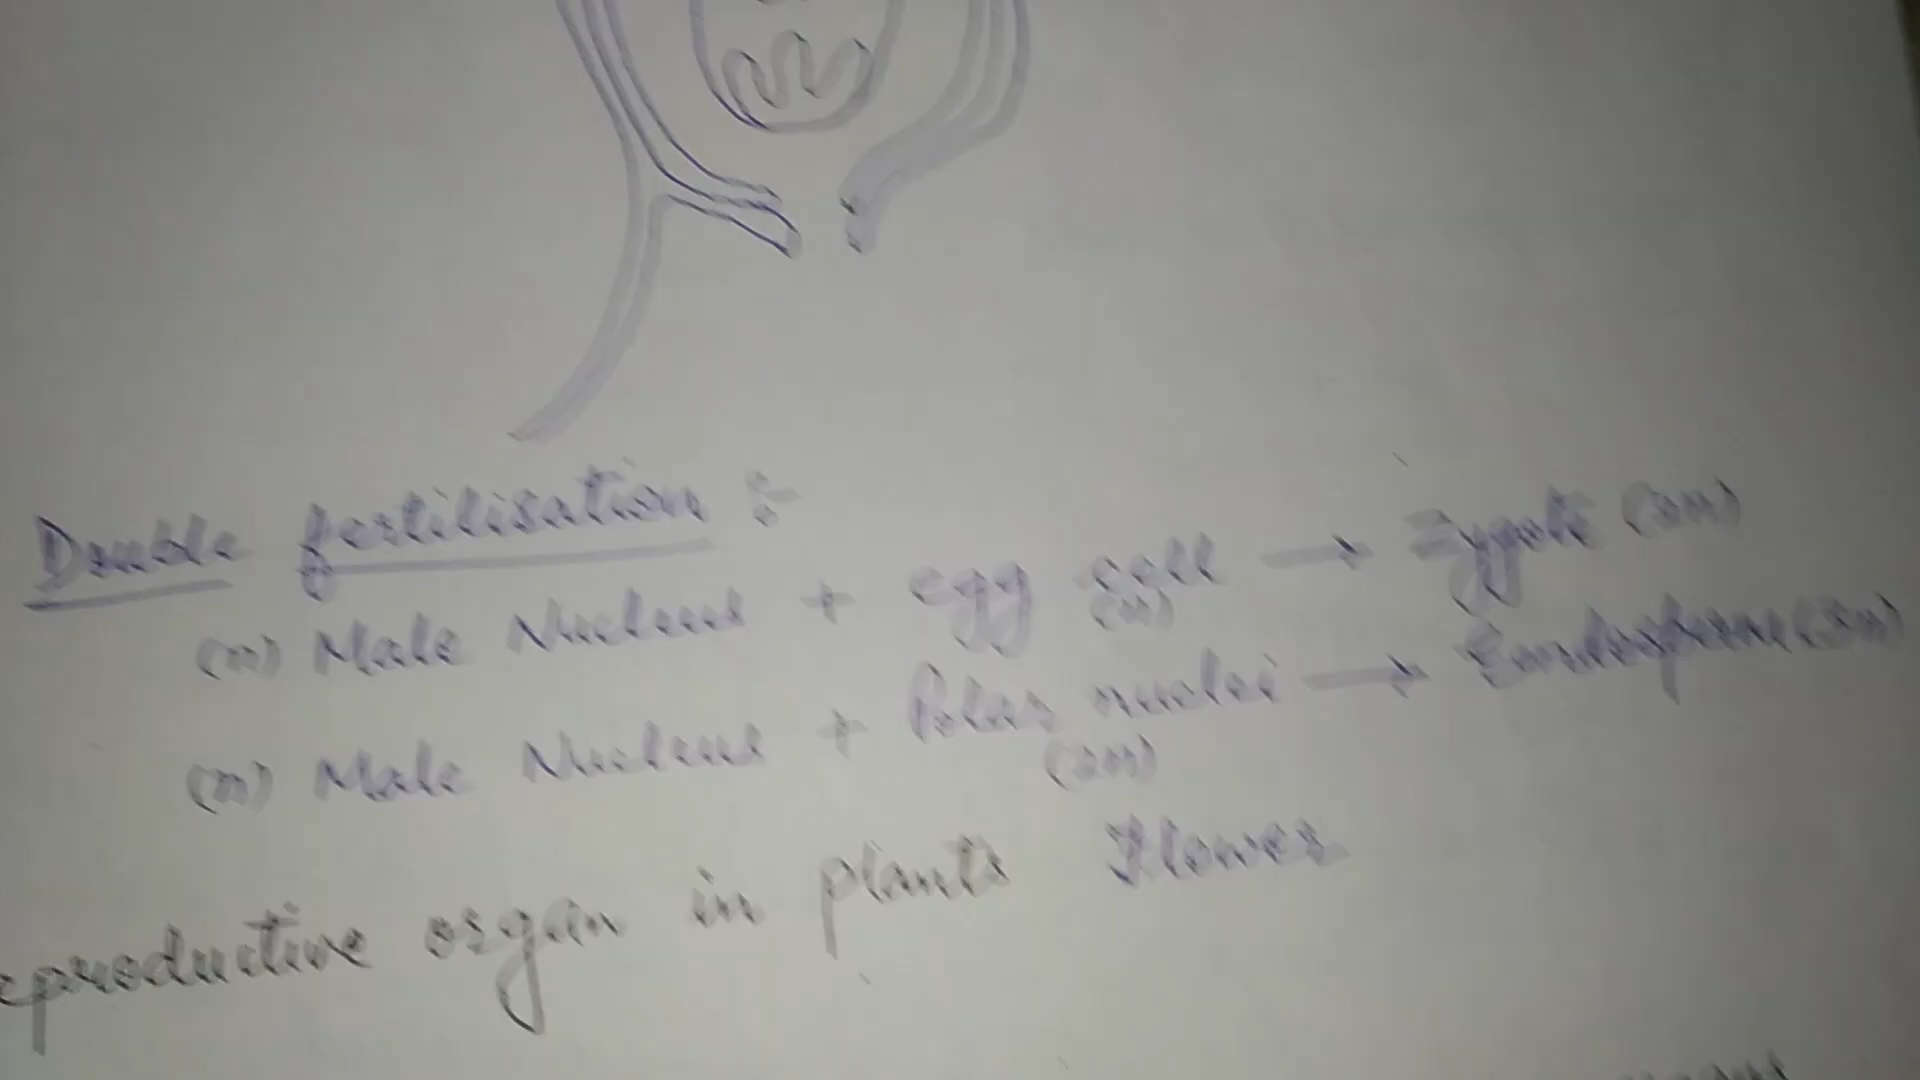 Double fertilisation :-
(n) Male Nucleus + egg cell → Zygote (2n)
(n)
(n) Male Nucleus + Polar nuclei → Endosperm (3n)
(2n)
eproductive organ in plants Flower